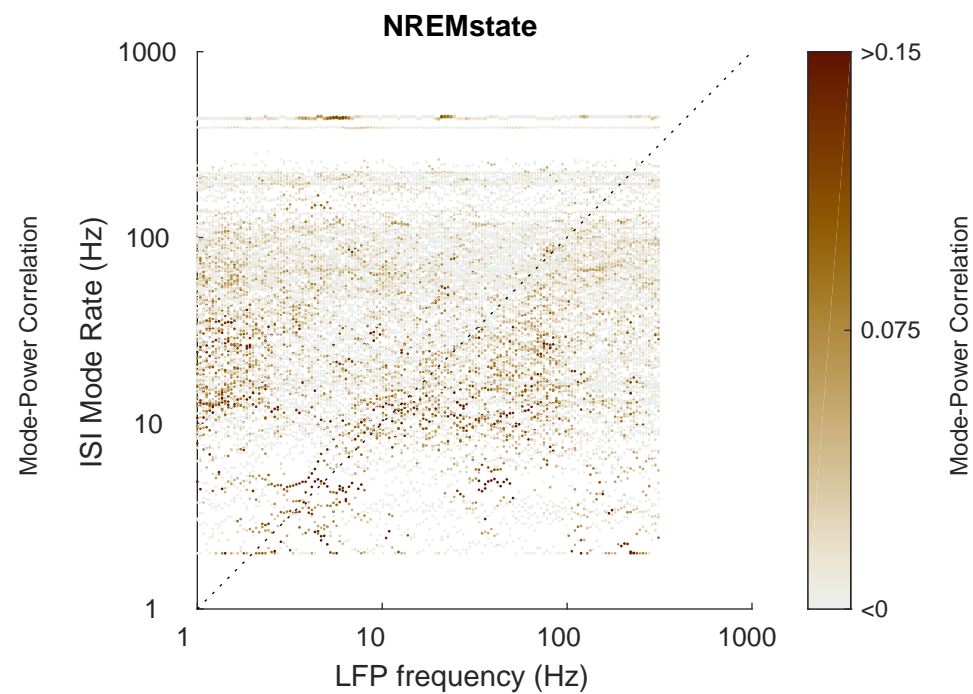 NREMstate
Mode-Power Correlation
ISI Mode Rate (Hz)
1000
100
10
1
1
10
100
1000
LFP frequency (Hz)
>0.15
0.075
<0
Mode-Power Correlation